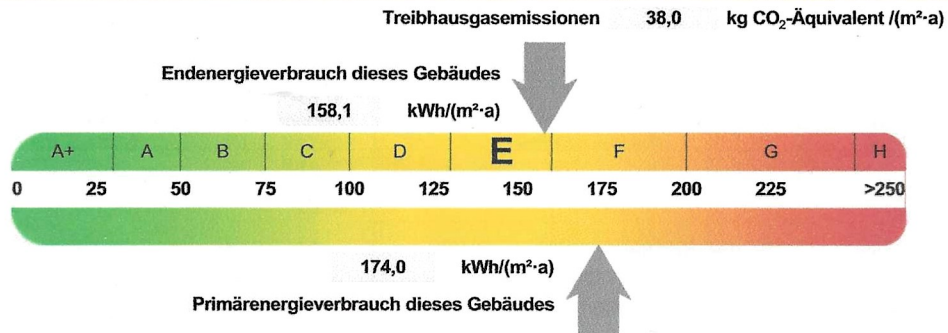 Treibhausgasemissionen 38,0 kg CO₂-Äquivalent /(m²·a)
Endenergieverbrauch dieses Gebäudes
158,1 kWh/(m²·a)
A+ A B C D E F G H
0 25 50 75 100 125 150 175 200 225 >250
174,0 kWh/(m²·a)
Primärenergieverbrauch dieses Gebäudes